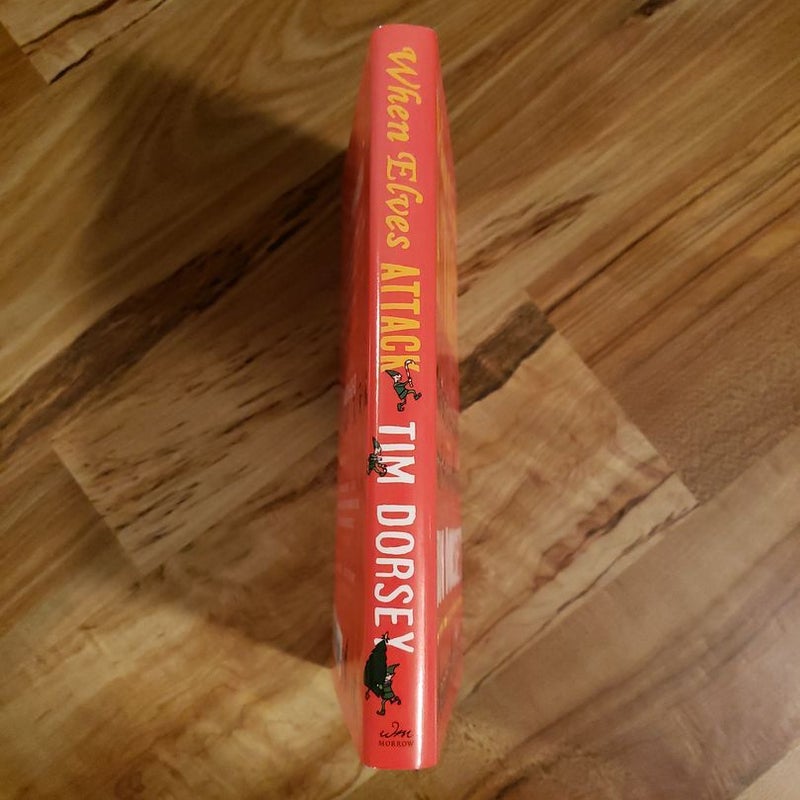 When Elves ATTACK
TIM DORSEY
Wm
MORROW